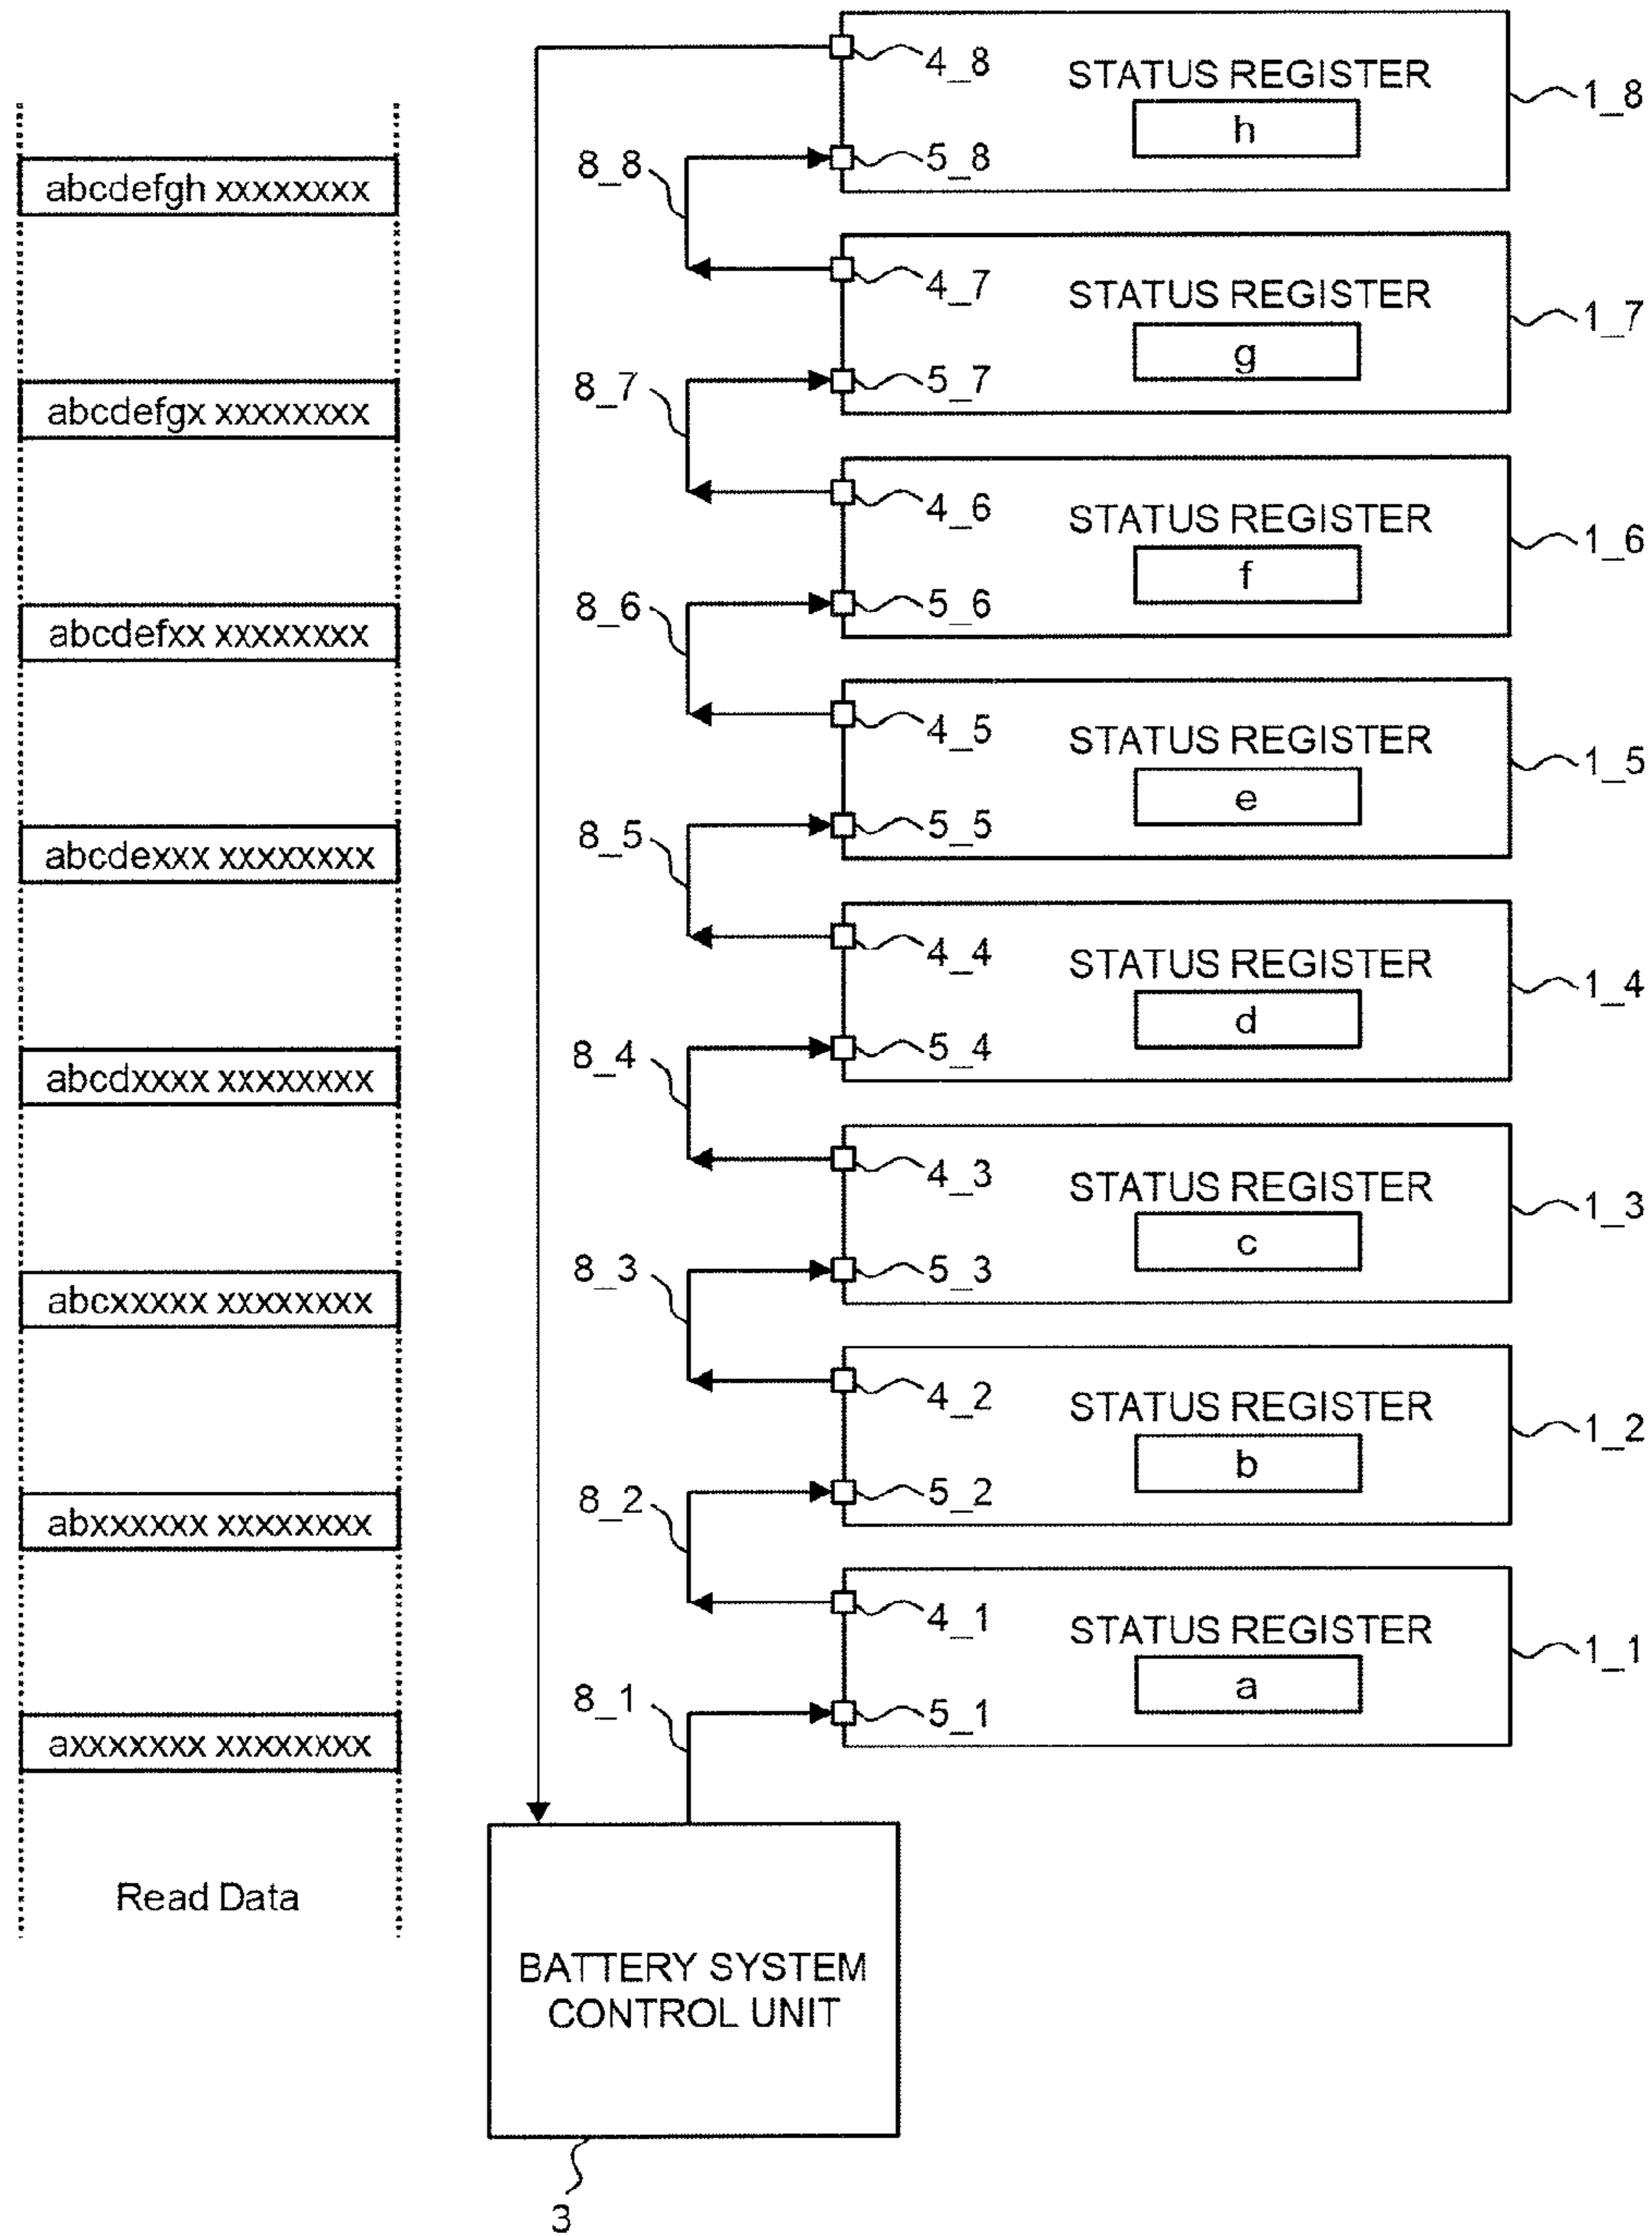 abcdefgh xxxxxxxx
abcdefgx xxxxxxxx
abcdefxx xxxxxxxx
abcdexxx xxxxxxxx
abcdxxxx xxxxxxxx
abcxxxxx xxxxxxxx
abxxxxxx xxxxxxxx
axxxxxxx xxxxxxxx
Read Data
8_8
8_7
8_6
8_5
8_4
8_3
8_2
8_1
4_8
STATUS REGISTER
1_8
h
5_8
4_7
STATUS REGISTER
1_7
g
5_7
4_6
STATUS REGISTER
1_6
f
5_6
4_5
STATUS REGISTER
1_5
e
5_5
4_4
STATUS REGISTER
1_4
d
5_4
4_3
STATUS REGISTER
1_3
c
5_3
4_2
STATUS REGISTER
1_2
b
5_2
4_1
STATUS REGISTER
1_1
a
5_1
BATTERY SYSTEM
CONTROL UNIT
3